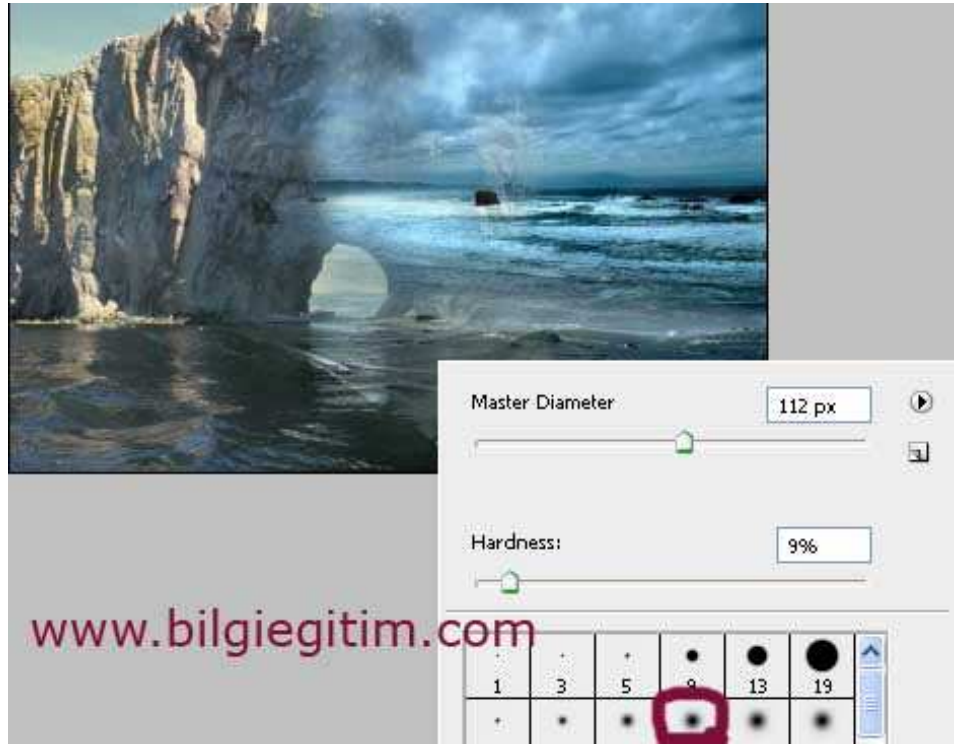 Master Diameter
112 px
Hardness:
9%
www.bilgiegitim.com
1 3 5 9 13 19